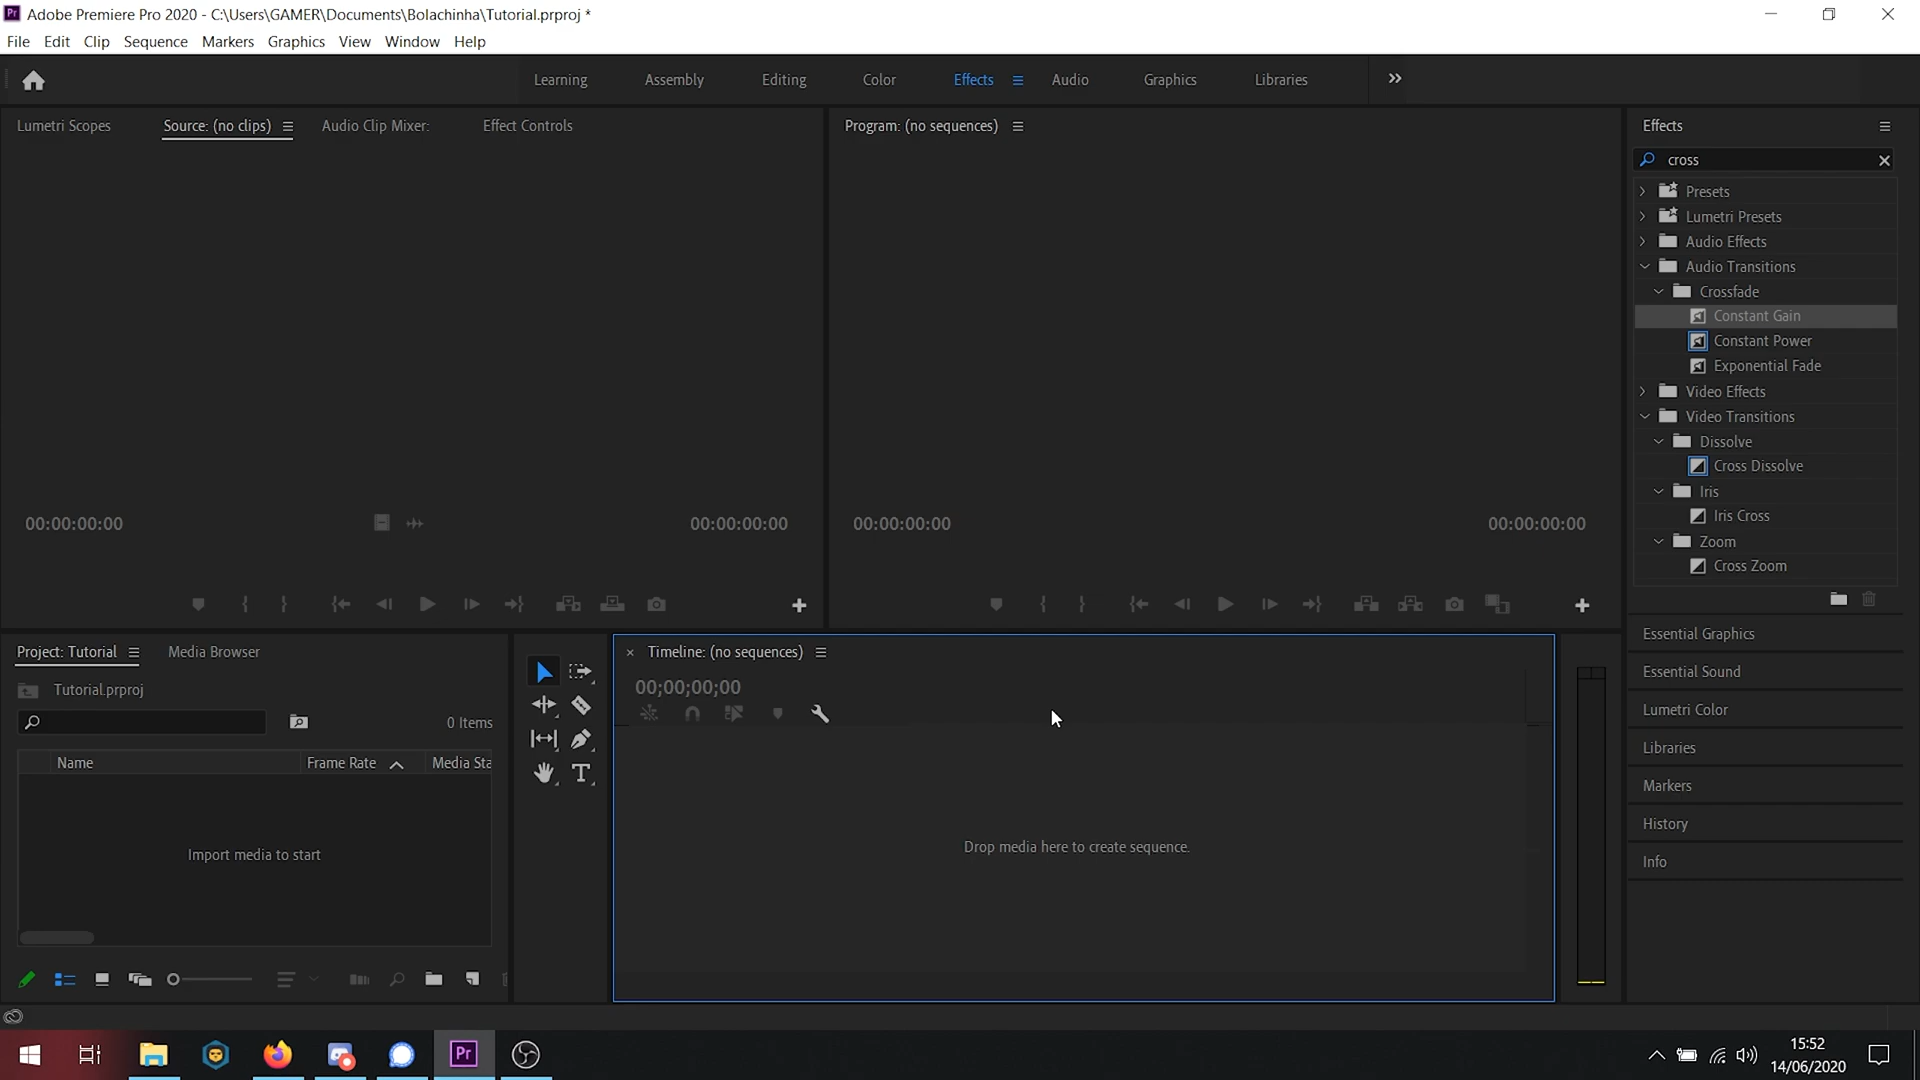 Pr Adobe Premiere Pro 2020 - C:\Users\GAMER\Documents\Bolachinha\Tutorial.prproj *
File Edit Clip Sequence Markers Graphics View Window Help
Learning Assembly Editing Color Effects Audio Graphics Libraries
Lumetri Scopes Source: (no clips) Audio Clip Mixer: Effect Controls
Program: (no sequences)
00:00:00:00 00:00:00:00
00:00:00:00 00:00:00:00
Effects
cross
Presets
Lumetri Presets
Audio Effects
Audio Transitions
Crossfade
Constant Gain
Constant Power
Exponential Fade
Video Effects
Video Transitions
Dissolve
Cross Dissolve
Iris
Iris Cross
Zoom
Cross Zoom
Essential Graphics
Essential Sound
Lumetri Color
Libraries
Markers
History
Info
Project: Tutorial Media Browser
Tutorial.prproj
0 Items
Name Frame Rate Media Sta
Import media to start
Timeline: (no sequences)
00;00;00;00
Drop media here to create sequence.
Pr
15:52
14/06/2020